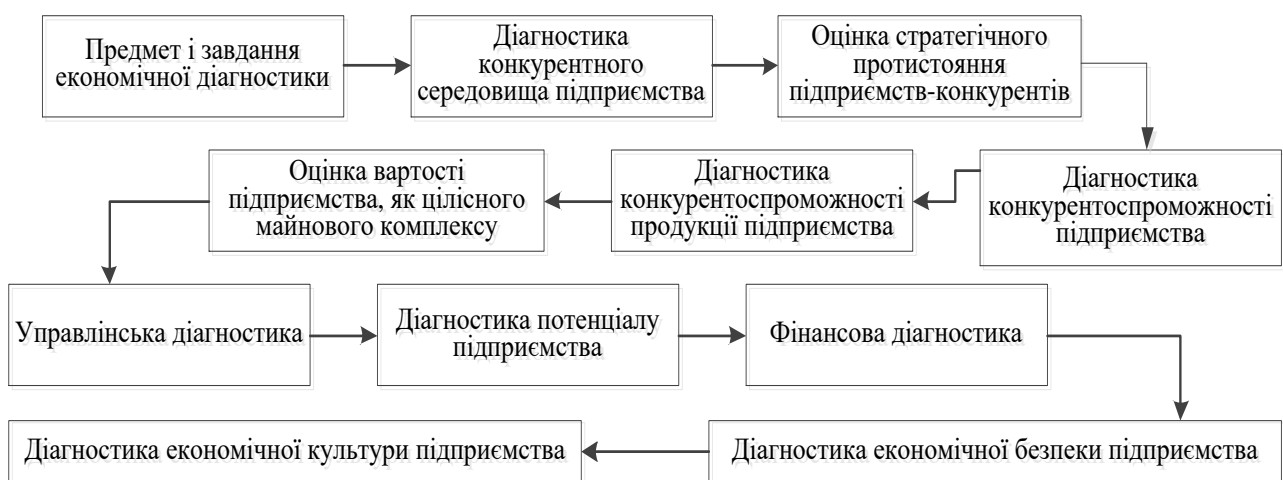 Предмет і завдання
економічної діагностики
Діагностика
конкурентного
середовища підприємства
Оцінка стратегічного
протистояння
підприємств-конкурентів
Діагностика
конкурентоспроможності
підприємства
Діагностика
конкурентоспроможності
продукції підприємства
Оцінка вартості
підприємства, як цілісного
майнового комплексу
Управлінська діагностика
Діагностика потенціалу
підприємства
Фінансова діагностика
Діагностика економічної безпеки підприємства
Діагностика економічної культури підприємства